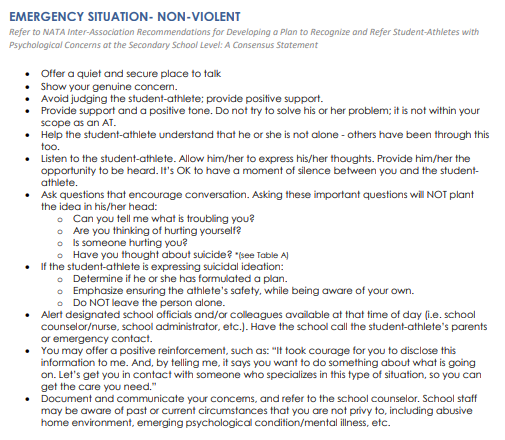 EMERGENCY SITUATION- NON-VIOLENT
Refer to NATA Inter-Association Recommendations for Developing a Plan to Recognize and Refer Student-Athletes with
Psychological Concerns at the Secondary School Level: A Consensus Statement
• Offer a quiet and secure place to talk
• Show your genuine concern.
• Avoid judging the student-athlete; provide positive support.
• Provide support and a positive tone. Do not try to solve his or her problem; it is not within your
scope as an AT.
• Help the student-athlete understand that he or she is not alone - others have been through this
too.
• Listen to the student-athlete. Allow him/her to express his/her thoughts. Provide him/her the
opportunity to be heard. It's OK to have a moment of silence between you and the student-
athlete.
• Ask questions that encourage conversation. Asking these important questions will NOT plant
the idea in his/her head:
o Can you tell me what is troubling you?
o Are you thinking of hurting yourself?
o Is someone hurting you?
o Have you thought about suicide? *(see Table A)
• If the student-athlete is expressing suicidal ideation:
o Determine if he or she has formulated a plan.
o Emphasize ensuring the athlete's safety, while being aware of your own.
o Do NOT leave the person alone.
• Alert designated school officials and/or colleagues available at that time of day (i.e. school
counselor/nurse, school administrator, etc.). Have the school call the student-athlete's parents
or emergency contact.
• You may offer a positive reinforcement, such as: "It took courage for you to disclose this
information to me. And, by telling me, it says you want to do something about what is going
on. Let's get you in contact with someone who specializes in this type of situation, so you can
get the care you need."
• Document and communicate your concerns, and refer to the school counselor. School staff
may be aware of past or current circumstances that you are not privy to, including abusive
home environment, emerging psychological condition/mental illness, etc.